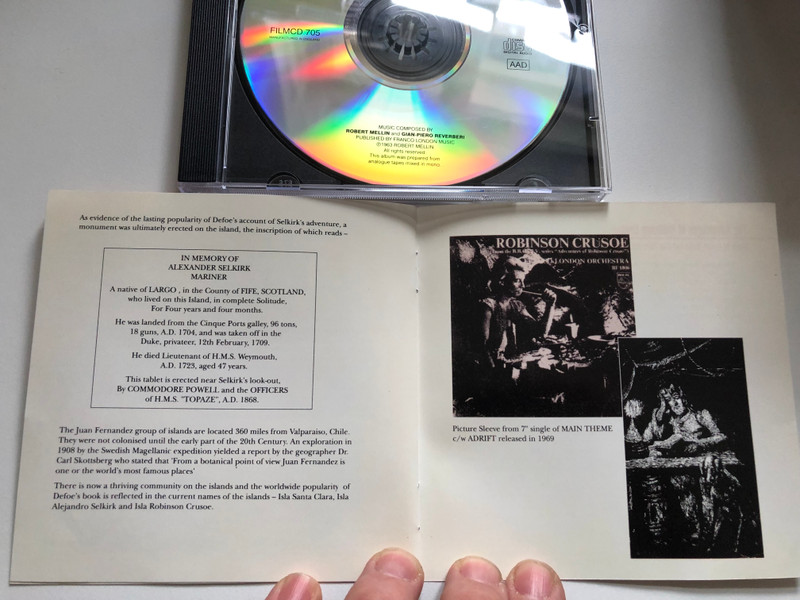 FILMCD 705
MUSIC COMPOSED BY
ROBERT MELLIN and GIAN-PIERO REVERBERI
PUBLISHED BY FRANCO LONDON MUSIC
All rights reserved.
This album was prepared from
analogue tapes mixed in mono.
AAD
As evidence of the lasting popularity of Defoe's account of Selkirk's adventure, a
monument was ultimately erected on the island, the inscription of which reads –
IN MEMORY OF
ALEXANDER SELKIRK
MARINER
A native of LARGO , in the County of FIFE, SCOTLAND,
who lived on this Island, in complete Solitude,
For Four years and four months.
He was landed from the Cinque Ports galley, 96 tons,
18 guns, A.D. 1704, and was taken off in the
Duke, privateer, 12th February, 1709.
He died Lieutenant of H.M.S. Weymouth,
A.D. 1723, aged 47 years.
This tablet is erected near Selkirk's look-out,
By COMMODORE POWELL and the OFFICERS
of H.M.S. "TOPAZE", A.D. 1868.
The Juan Fernandez group of islands are located 360 miles from Valparaiso, Chile.
They were not colonised until the early part of the 20th Century. An exploration in
1908 by the Swedish Magellanic expedition yielded a report by the geographer Dr.
Carl Skottsberg who stated that 'From a botanical point of view Juan Fernandez is
one or the world's most famous places'
There is now a thriving community on the islands and the worldwide popularity of
Defoe's book is reflected in the current names of the islands – Isla Santa Clara, Isla
Alejandro Selkirk and Isla Robinson Crusoe.
ROBINSON CRUSOE
LONDON ORCHESTRA
Picture Sleeve from 7" single of MAIN THEME
c/w ADRIFT released in 1969